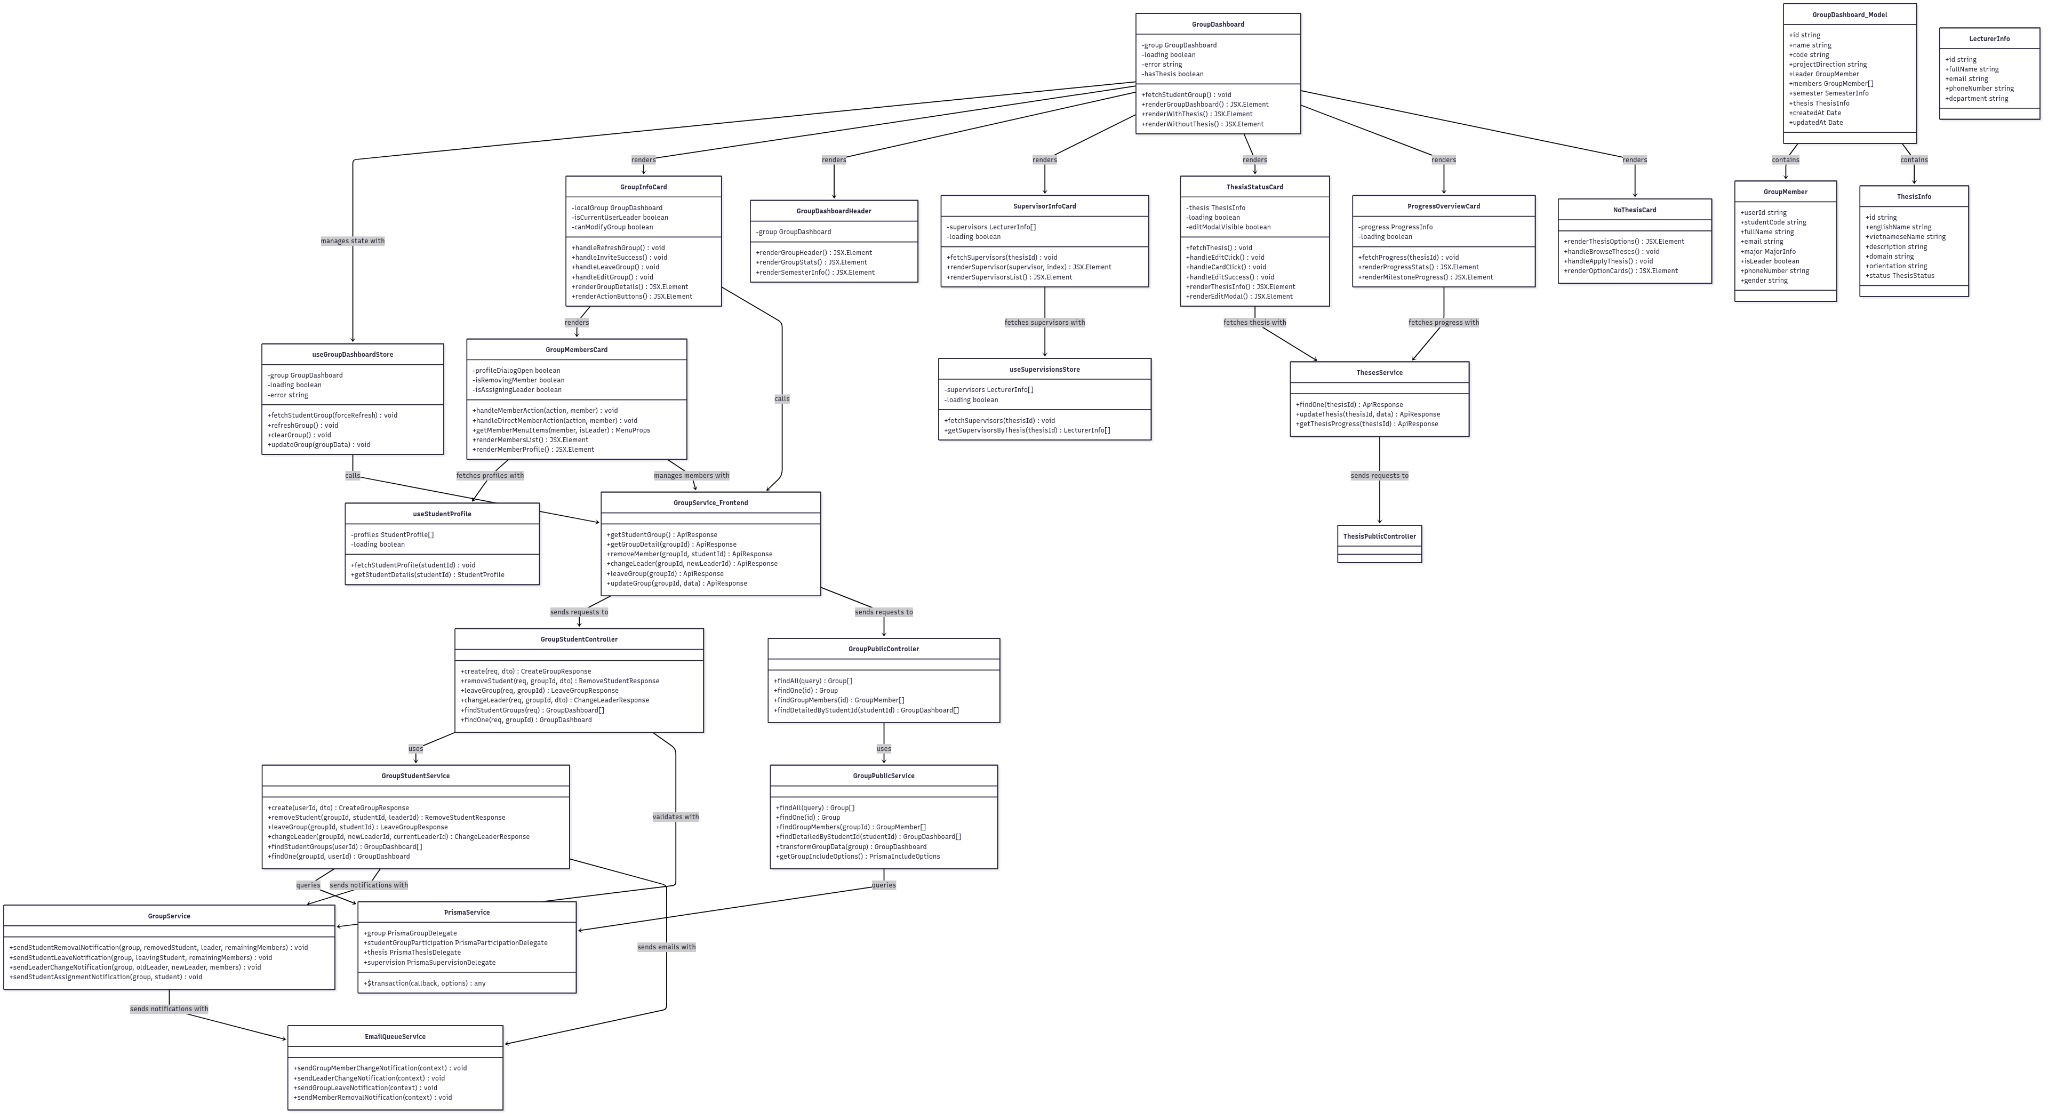 GroupDashboard
-group GroupDashboard
-loading boolean
-error string
-hasThesis boolean
+fetchStudentGroup() : void
+renderGroupDashboard() : JSX.Element
+renderWithThesis() : JSX.Element
+renderWithoutThesis() : JSX.Element
GroupDashboard_Model
+id string
+name string
+code string
+projectDirection string
+leader GroupMember
+members GroupMember[]
+semester SemesterInfo
+thesis ThesisInfo
+createdAt Date
+updatedAt Date
LecturerInfo
+id string
+fullName string
+email string
+phoneNumber string
+department string
renders
renders
renders
renders
renders
renders
contains
contains
GroupInfoCard
-localGroup GroupDashboard
-isCurrentUserLeader boolean
-canModifyGroup boolean
+handleRefreshGroup() : void
+handleInviteSuccess() : void
+handleLeaveGroup() : void
+handleEditGroup() : void
+renderGroupDetails() : JSX.Element
+renderActionButtons() : JSX.Element
GroupDashboardHeader
-group GroupDashboard
+renderGroupHeader() : JSX.Element
+renderGroupStats() : JSX.Element
+renderSemesterInfo() : JSX.Element
SupervisorInfoCard
-supervisors LecturerInfo[]
-loading boolean
+fetchSupervisors(thesisId) : void
+renderSupervisor(supervisor, index) : JSX.Element
+renderSupervisorsList() : JSX.Element
ThesisStatusCard
-thesis ThesisInfo
-loading boolean
-editModalVisible boolean
+fetchThesis() : void
+handleEditClick() : void
+handleCardClick() : void
+handleEditSuccess() : void
+renderThesisInfo() : JSX.Element
+renderEditModal() : JSX.Element
ProgressOverviewCard
-progress ProgressInfo
-loading boolean
+fetchProgress(thesisId) : void
+renderProgressStats() : JSX.Element
+renderMilestoneProgress() : JSX.Element
NoThesisCard
+renderThesisOptions() : JSX.Element
+handleBrowseTheses() : void
+handleApplyThesis() : void
+renderOptionCards() : JSX.Element
GroupMember
+userId string
+studentCode string
+fullName string
+email string
+major MajorInfo
+isLeader boolean
+phoneNumber string
+gender string
ThesisInfo
+id string
+englishName string
+vietnameseName string
+description string
+domain string
+orientation string
+status ThesisStatus
manages state with
renders
fetches supervisors with
fetches thesis with
fetches progress with
useGroupDashboardStore
-group GroupDashboard
-loading boolean
-error string
+fetchStudentGroup(forceRefresh) : void
+refreshGroup() : void
+clearGroup() : void
+updateGroup(groupData) : void
GroupMembersCard
-profileDialogOpen boolean
-isRemovingMember boolean
-isAssigningLeader boolean
+handleMemberAction(action, member) : void
+handleDirectMemberAction(action, member) : void
+getMemberMenuItems(member, isLeader) : MenuProps
+renderMembersList() : JSX.Element
+renderMemberProfile() : JSX.Element
calls
useSupervisionsStore
-supervisors LecturerInfo[]
-loading boolean
+fetchSupervisors(thesisId) : void
+getSupervisorsByThesis(thesisId) : LecturerInfo[]
ThesesService
+findOne(thesisId) : ApiResponse
+updateThesis(thesisId, data) : ApiResponse
+getThesisProgress(thesisId) : ApiResponse
calls
fetches profiles with
manages members with
sends requests to
useStudentProfile
-profiles StudentProfile[]
-loading boolean
+fetchStudentProfile(studentId) : void
+getStudentDetails(studentId) : StudentProfile
GroupService_Frontend
+getStudentGroup() : ApiResponse
+getGroupDetail(groupId) : ApiResponse
+removeMember(groupId, studentId) : ApiResponse
+changeLeader(groupId, newLeaderId) : ApiResponse
+leaveGroup(groupId) : ApiResponse
+updateGroup(groupId, data) : ApiResponse
ThesisPublicController
sends requests to
sends requests to
GroupStudentController
+create(req, dto) : CreateGroupResponse
+removeStudent(req, groupId, dto) : RemoveStudentResponse
+leaveGroup(req, groupId) : LeaveGroupResponse
+changeLeader(req, groupId, dto) : ChangeLeaderResponse
+findStudentGroups(req) : GroupDashboard[]
+findOne(req, groupId) : GroupDashboard
GroupPublicController
+findAll(query) : Group[]
+findOne(id) : Group
+findGroupMembers(id) : GroupMember[]
+findDetailedByStudentId(studentId) : GroupDashboard[]
uses
uses
GroupStudentService
+create(userId, dto) : CreateGroupResponse
+removeStudent(groupId, studentId, leaderId) : RemoveStudentResponse
+leaveGroup(groupId, studentId) : LeaveGroupResponse
+changeLeader(groupId, newLeaderId, currentLeaderId) : ChangeLeaderResponse
+findStudentGroups(userId) : GroupDashboard[]
+findOne(groupId, userId) : GroupDashboard
validates with
GroupPublicService
+findAll(query) : Group[]
+findOne(id) : Group
+findGroupMembers(groupId) : GroupMember[]
+findDetailedByStudentId(studentId) : GroupDashboard[]
+transformGroupData(group) : GroupDashboard
+getGroupIncludeOptions() : PrismaIncludeOptions
queries
sends notifications with
queries
GroupService
+sendStudentRemovalNotification(group, removedStudent, leader, remainingMembers) : void
+sendStudentLeaveNotification(group, leavingStudent, remainingMembers) : void
+sendLeaderChangeNotification(group, oldLeader, newLeader, members) : void
+sendStudentAssignmentNotification(group, student) : void
PrismaService
+group PrismaGroupDelegate
+studentGroupParticipation PrismaParticipationDelegate
+thesis PrismaThesisDelegate
+supervision PrismaSupervisionDelegate
+$transaction(callback, options) : any
sends emails with
sends notifications with
EmailQueueService
+sendGroupMemberChangeNotification(context) : void
+sendLeaderChangeNotification(context) : void
+sendGroupLeaveNotification(context) : void
+sendMemberRemovalNotification(context) : void